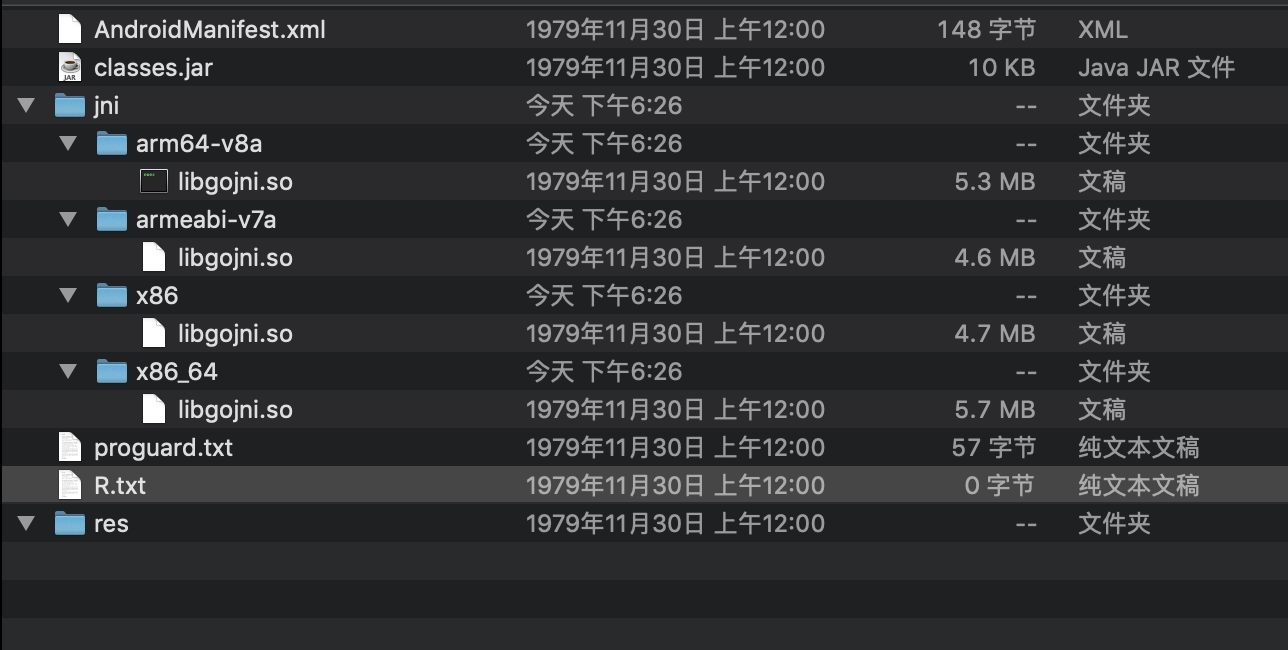 AndroidManifest.xml 1979年11月30日 上午12:00 148 字节 XML
classes.jar 1979年11月30日 上午12:00 10 KB Java JAR 文件
jni 今天 下午6:26 -- 文件夹
arm64-v8a 今天 下午6:26 -- 文件夹
libgojni.so 1979年11月30日 上午12:00 5.3 MB 文稿
armeabi-v7a 今天 下午6:26 -- 文件夹
libgojni.so 1979年11月30日 上午12:00 4.6 MB 文稿
x86 今天 下午6:26 -- 文件夹
libgojni.so 1979年11月30日 上午12:00 4.7 MB 文稿
x86_64 今天 下午6:26 -- 文件夹
libgojni.so 1979年11月30日 上午12:00 5.7 MB 文稿
proguard.txt 1979年11月30日 上午12:00 57 字节 纯文本文稿
R.txt 1979年11月30日 上午12:00 0 字节 纯文本文稿
res 1979年11月30日 上午12:00 -- 文件夹